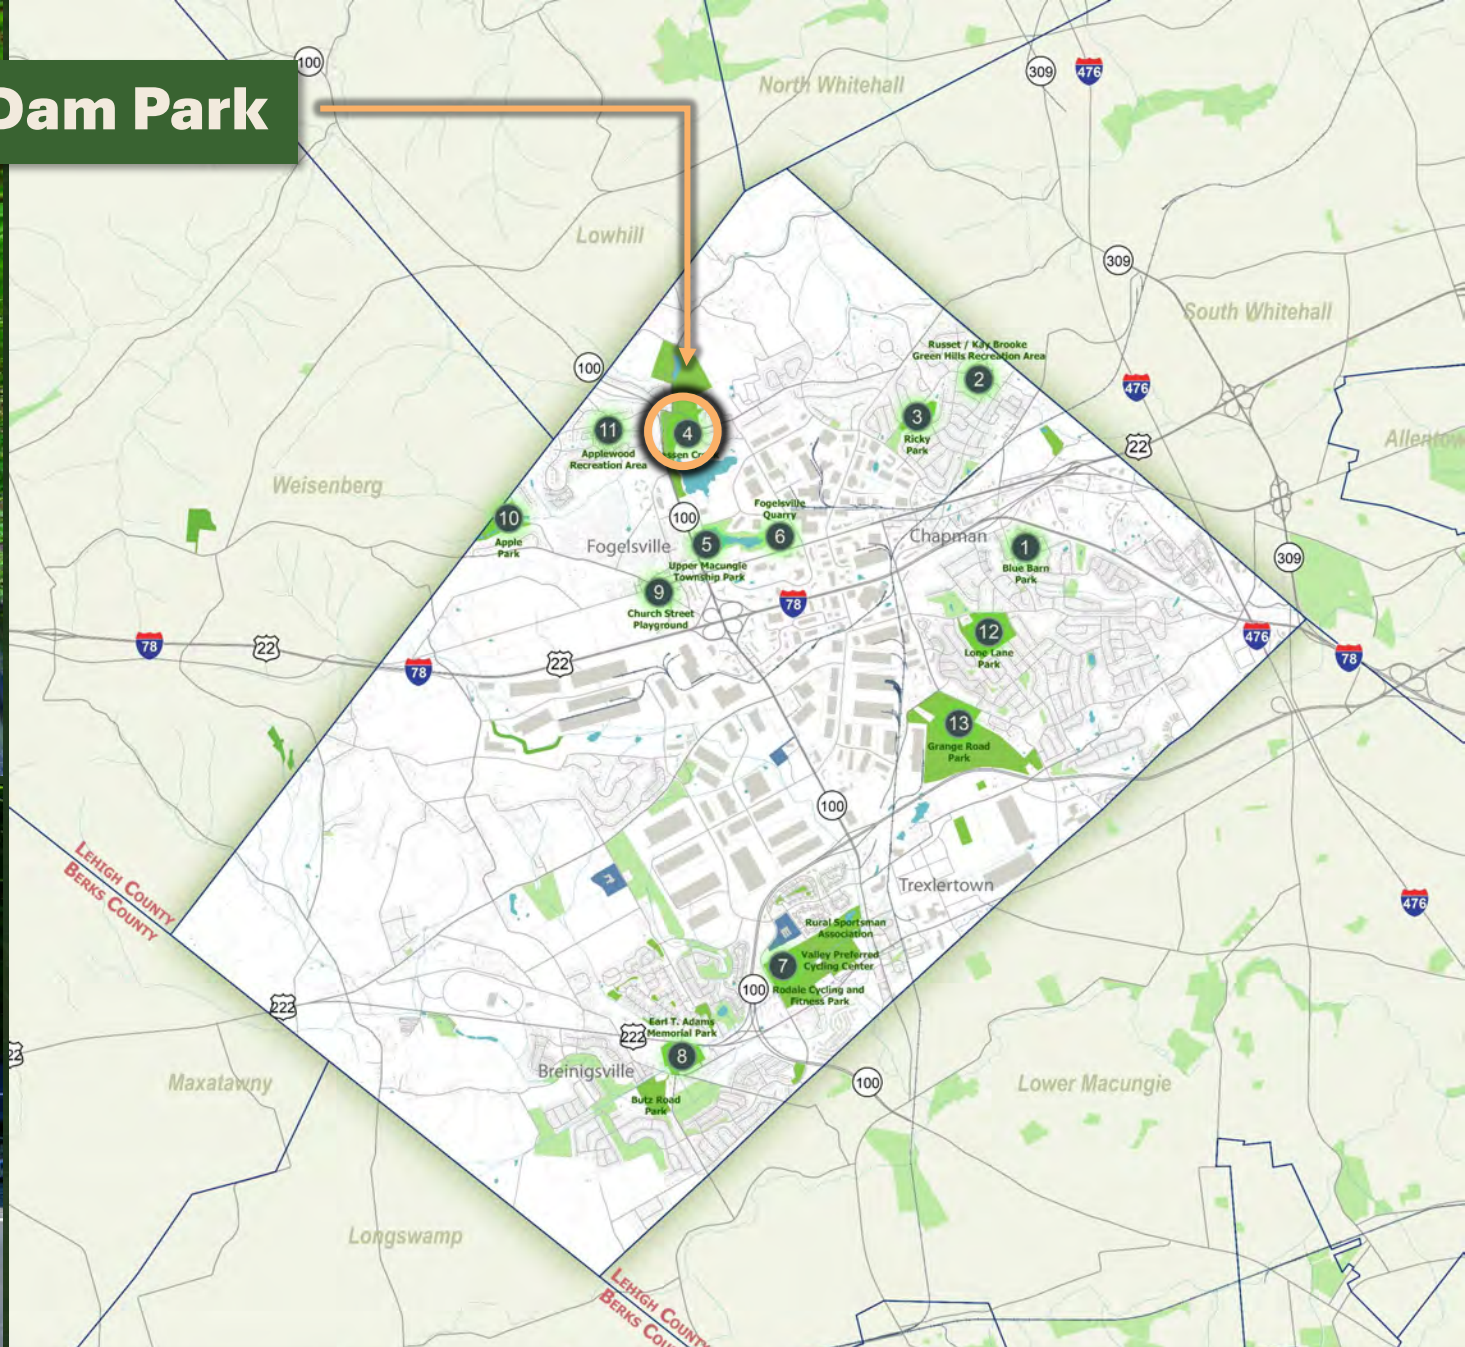 100
North Whitehall
309
476
Dam Park
Lowhill
309
South Whitehall
Russet / Kay Brooke
Green Hills Recreation Area
2
100
476
3
Ricky
Park
11
4
Applewood
Recreation Area
22
Allentow
Weisenberg
10
Apple
Park
100
Fogelsville
Quarry
6
Fogelsville
5
Upper Macungie
Township Park
Chapman
1
Blue Barn
Park
309
9
Church Street
Playground
78
78
22
78
22
12
Lone Lane
Park
476
78
13
Grange Road
Park
100
LEHIGH COUNTY
BERKS COUNTY
Trexlertown
476
Rural Sportsman
Association
7
Valley Preferred
Cycling Center
100
Rodale Cycling and
Fitness Park
222
Earl T. Adams
Memorial Park
222
8
22
Breinigsville
Butz Road
Park
Maxatawny
100
Lower Macungie
Longswamp
LEHIGH COUNTY
BERKS COU